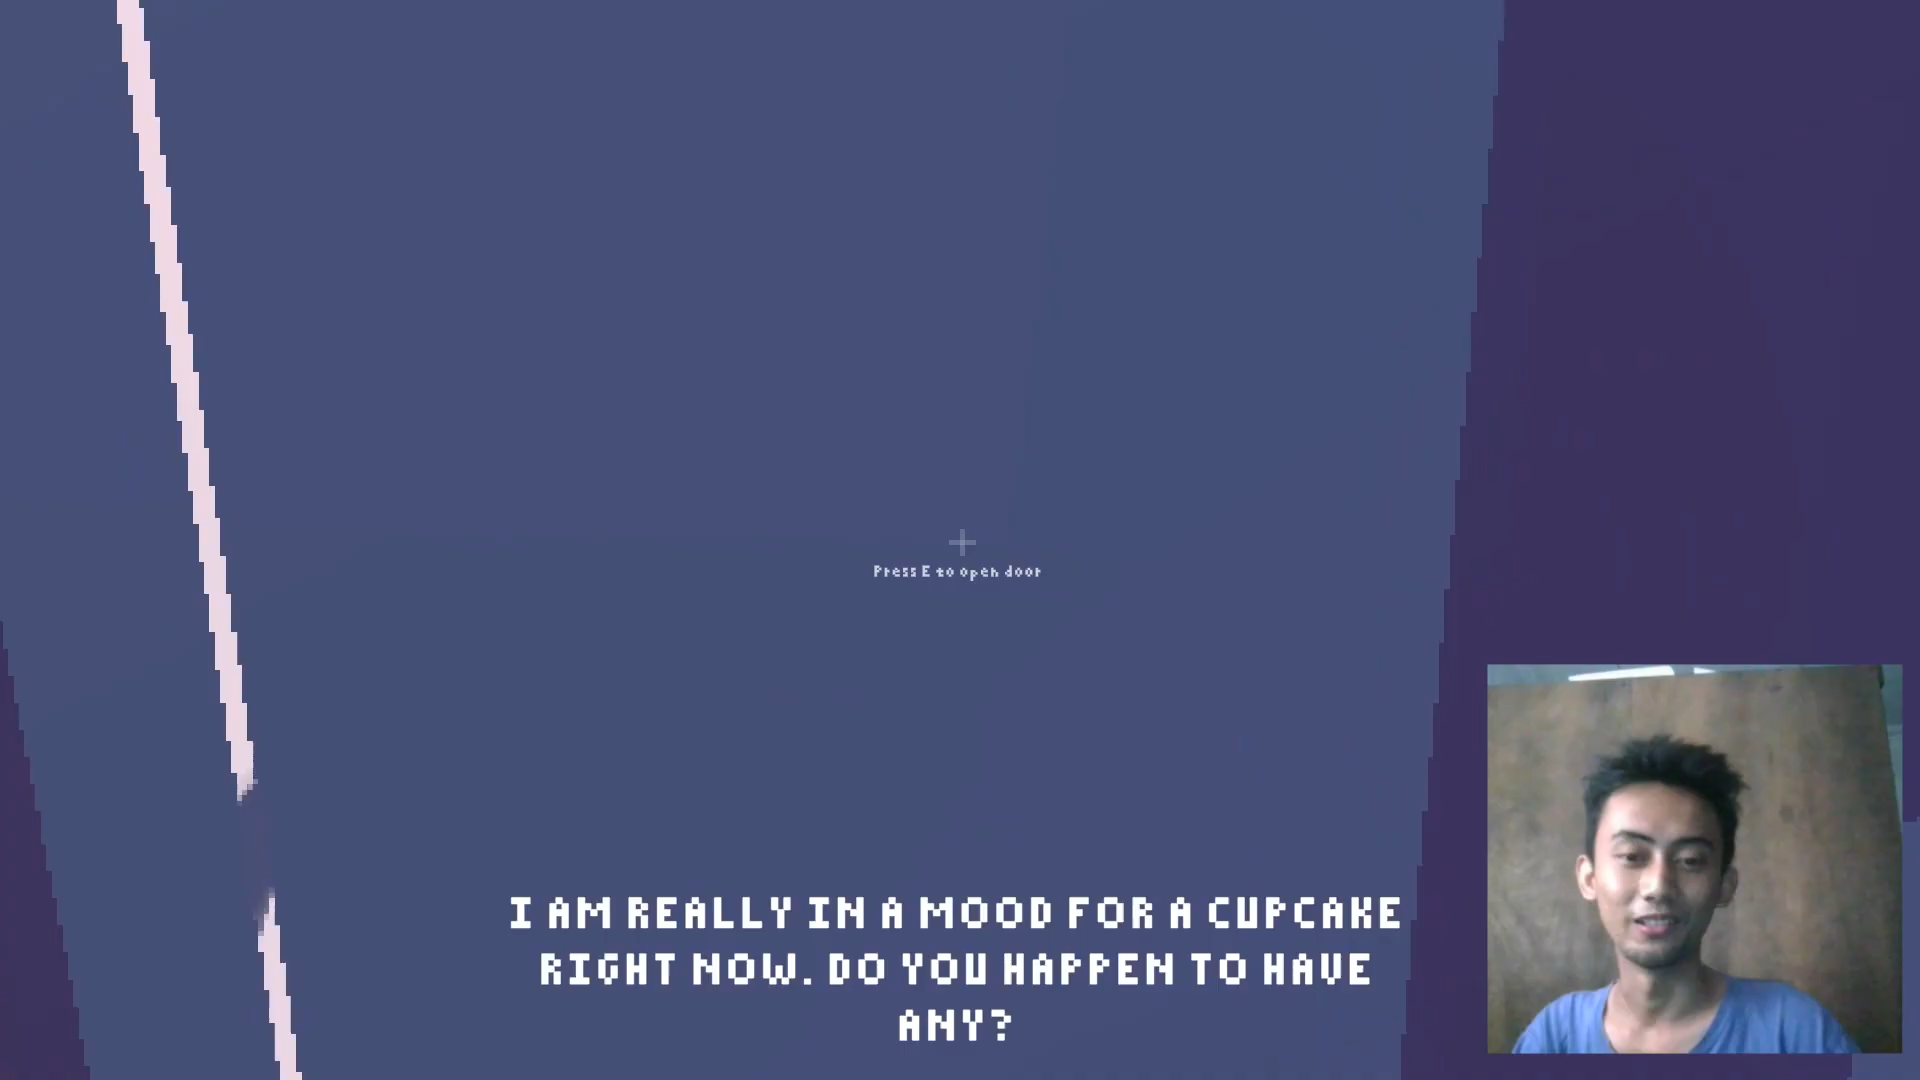 Press E to open door
I AM REALLY IN A MOOD FOR A CUPCAKE
RIGHT NOW. DO YOU HAPPEN TO HAVE
ANY?